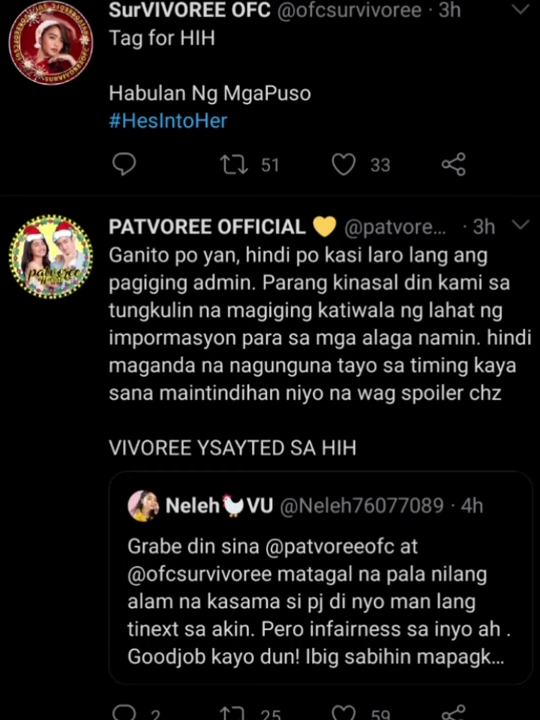 SurVIVOREE OFC @ofcsurvivoree · 3h
Tag for HIH
Habulan Ng MgaPuso
#HesIntoHer
51 33
PATVOREE OFFICIAL 💛 @patvore... · 3h
Ganito po yan, hindi po kasi laro lang ang
pagiging admin. Parang kinasal din kami sa
tungkulin na magiging katiwala ng lahat ng
impormasyon para sa mga alaga namin. hindi
maganda na nagunguna tayo sa timing kaya
sana maintindihan niyo na wag spoiler chz
VIVOREE YSAYTED SA HIH
Neleh🐓VU @Neleh76077089 · 4h
Grabe din sina @patvoreeofc at
@ofcsurvivoree matagal na pala nilang
alam na kasama si pj di nyo man lang
tinext sa akin. Pero infairness sa inyo ah .
Goodjob kayo dun! Ibig sabihin mapagk...
2 25 59